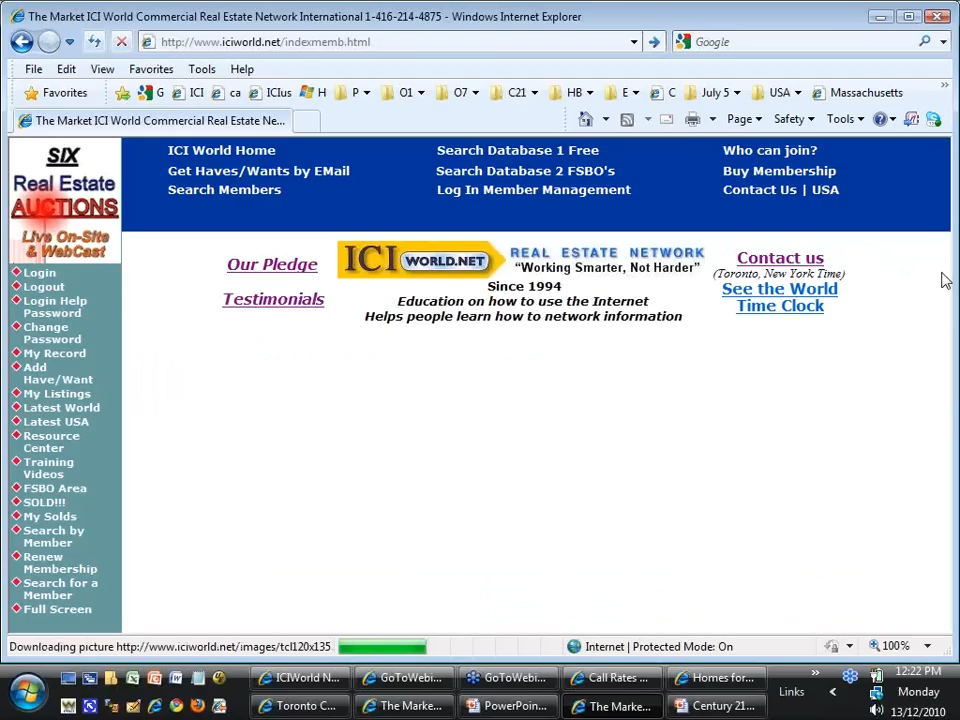 The Market ICI World Commercial Real Estate Network International 1-416-214-4875 - Windows Internet Explorer
http://www.iciworld.net/indexmemb.html
Google
File Edit View Favorites Tools Help
Favorites G ICI ca ICIus H P O1 O7 C21 HB E C July 5 USA Massachusetts
The Market ICI World Commercial Real Estate Ne...
Page Safety Tools
SIX
Real Estate
AUCTIONS
Live On-Site
& WebCast
ICI World Home Search Database 1 Free Who can join?
Get Haves/Wants by EMail Search Database 2 FSBO's Buy Membership
Search Members Log In Member Management Contact Us | USA
Our Pledge
Testimonials
ICI WORLD.NET REAL ESTATE NETWORK
"Working Smarter, Not Harder"
Since 1994
Education on how to use the Internet
Helps people learn how to network information
Contact us
(Toronto, New York Time)
See the World
Time Clock
Login
Logout
Login Help
Password
Change
Password
My Record
Add
Have/Want
My Listings
Latest World
Latest USA
Resource
Center
Training
Videos
FSBO Area
SOLD!!!
My Solds
Search by
Member
Renew
Membership
Search for a
Member
Full Screen
Downloading picture http://www.iciworld.net/images/tcl120x135 Internet | Protected Mode: On 100%
ICIWorld N... GoToWebi... GoToWebi... Call Rates ... Homes for...
Toronto C... The Marke... PowerPoin... The Marke... Century 21...
Links
12:22 PM
Monday
13/12/2010